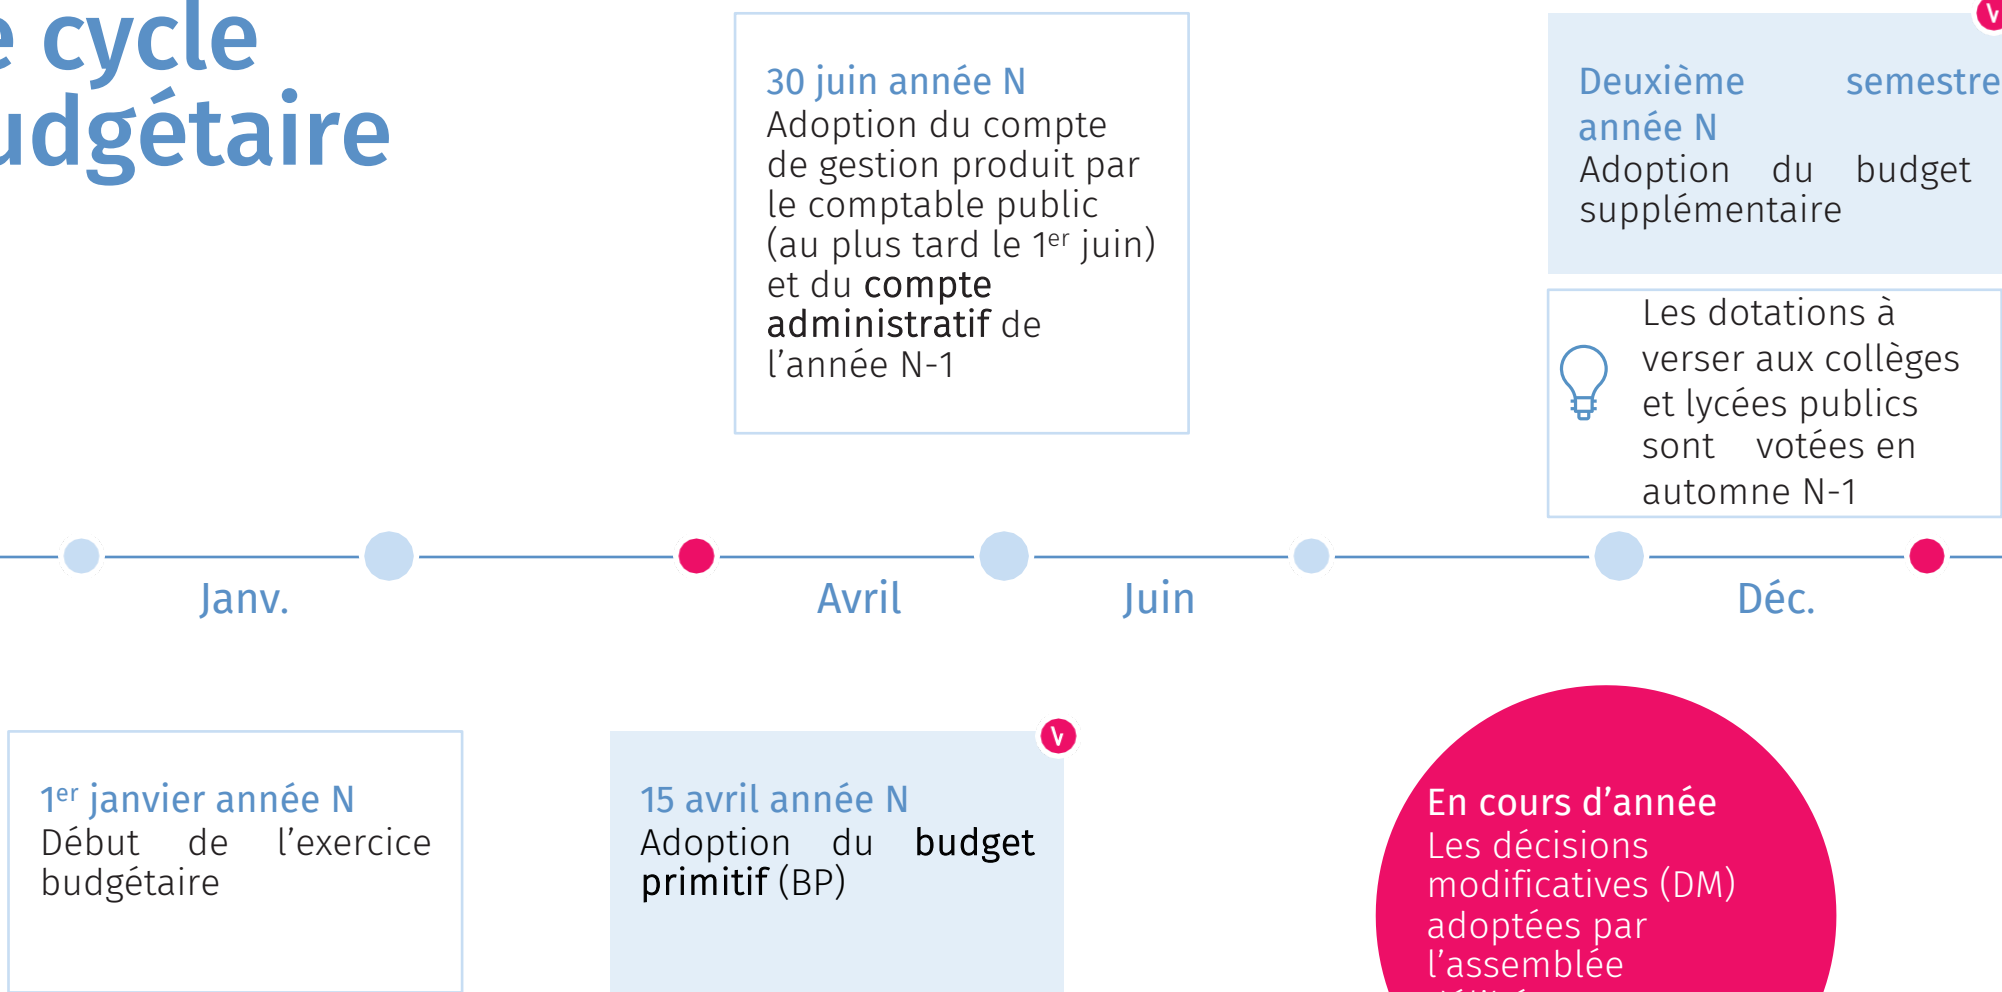 e cycle
udgétaire
30 juin année N
Adoption du compte
de gestion produit par
le comptable public
(au plus tard le 1er juin)
et du compte
administratif de
l’année N-1
V
Deuxième semestre
année N
Adoption du budget
supplémentaire
Les dotations à
verser aux collèges
et lycées publics
sont votées en
automne N-1
Janv.
Avril
Juin
Déc.
1er janvier année N
Début de l’exercice
budgétaire
V
15 avril année N
Adoption du budget
primitif (BP)
En cours d’année
Les décisions
modificatives (DM)
adoptées par
l’assemblée